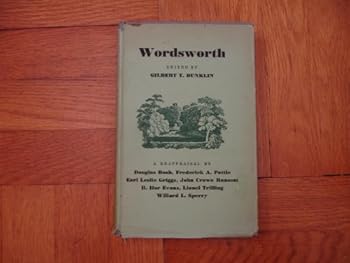 Wordsworth
EDITED BY
GILBERT T. DUNKLIN
A REAPPRAISAL BY
Douglas Bush, Frederick A. Pottle
Earl Leslie Griggs, John Crowe Ransom
B. Ifor Evans, Lionel Trilling
Willard L. Sperry